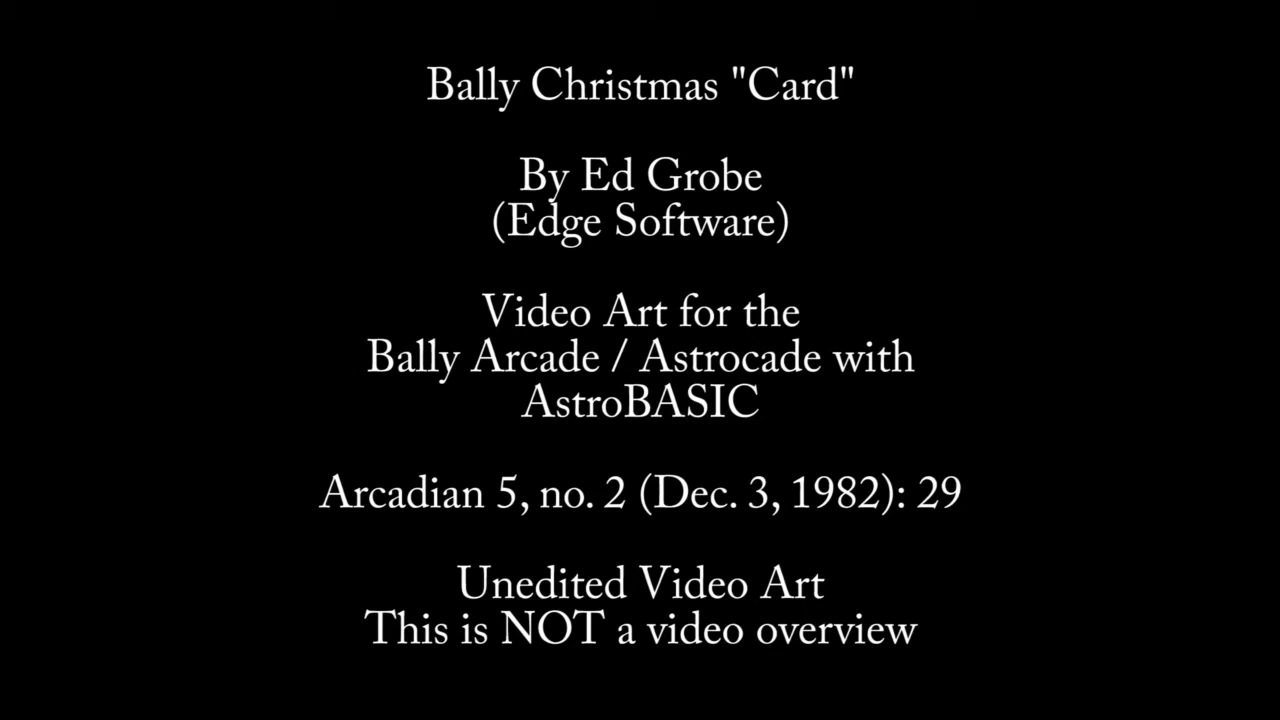 Bally Christmas "Card"
By Ed Grobe
(Edge Software)
Video Art for the
Bally Arcade / Astrocade with
AstroBASIC
Arcadian 5, no. 2 (Dec. 3, 1982): 29
Unedited Video Art
This is NOT a video overview